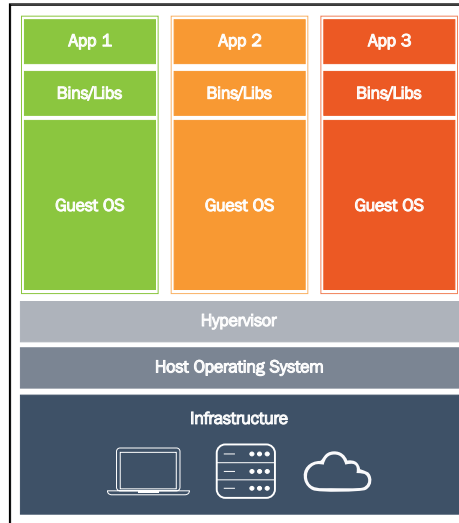 App 1
App 2
App 3
Bins/Libs
Bins/Libs
Bins/Libs
Guest OS
Guest OS
Guest OS
Hypervisor
Host Operating System
Infrastructure